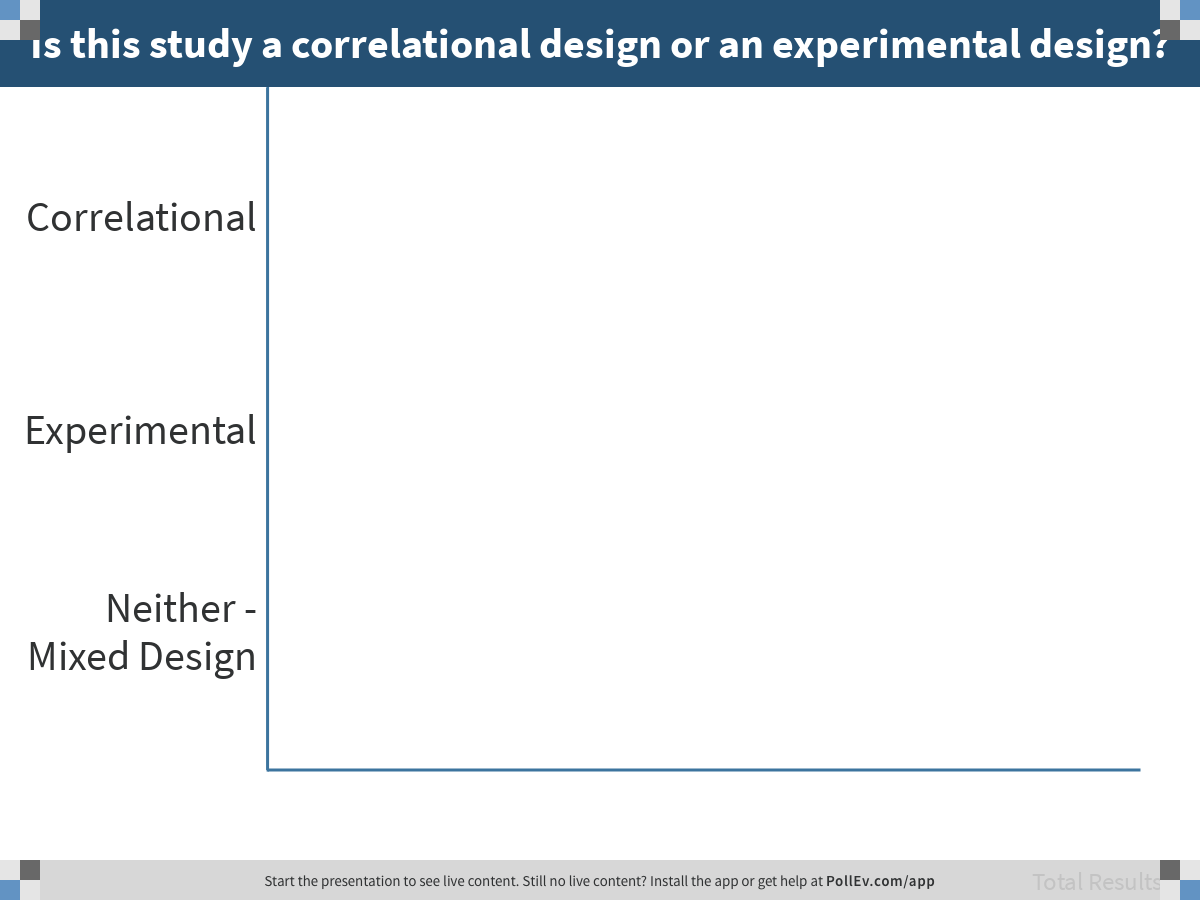 Is this study a correlational design or an experimental design?
Correlational
Experimental
Neither -
Mixed Design
Start the presentation to see live content. Still no live content? Install the app or get help at PollEv.com/app
Total Results